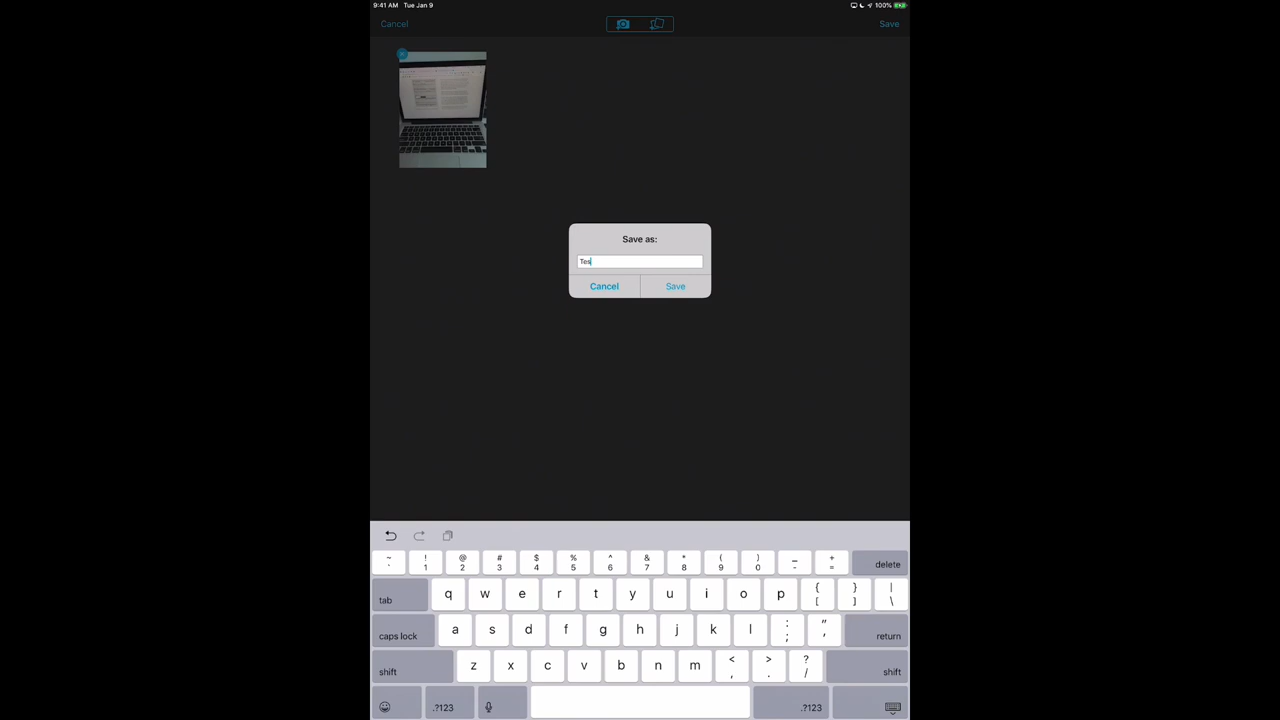 9:41 AM Tue Jan 9
100%
Cancel
Save
Save as:
Tes
Cancel
Save
~ ! @ # $ % ^ & * ( ) _ +
` 1 2 3 4 5 6 7 8 9 0 - = delete
tab q w e r t y u i o p { [ } ] | \
caps lock a s d f g h j k l : ; " ' return
shift z x c v b n m < , > . ? / shift
.?123 .?123